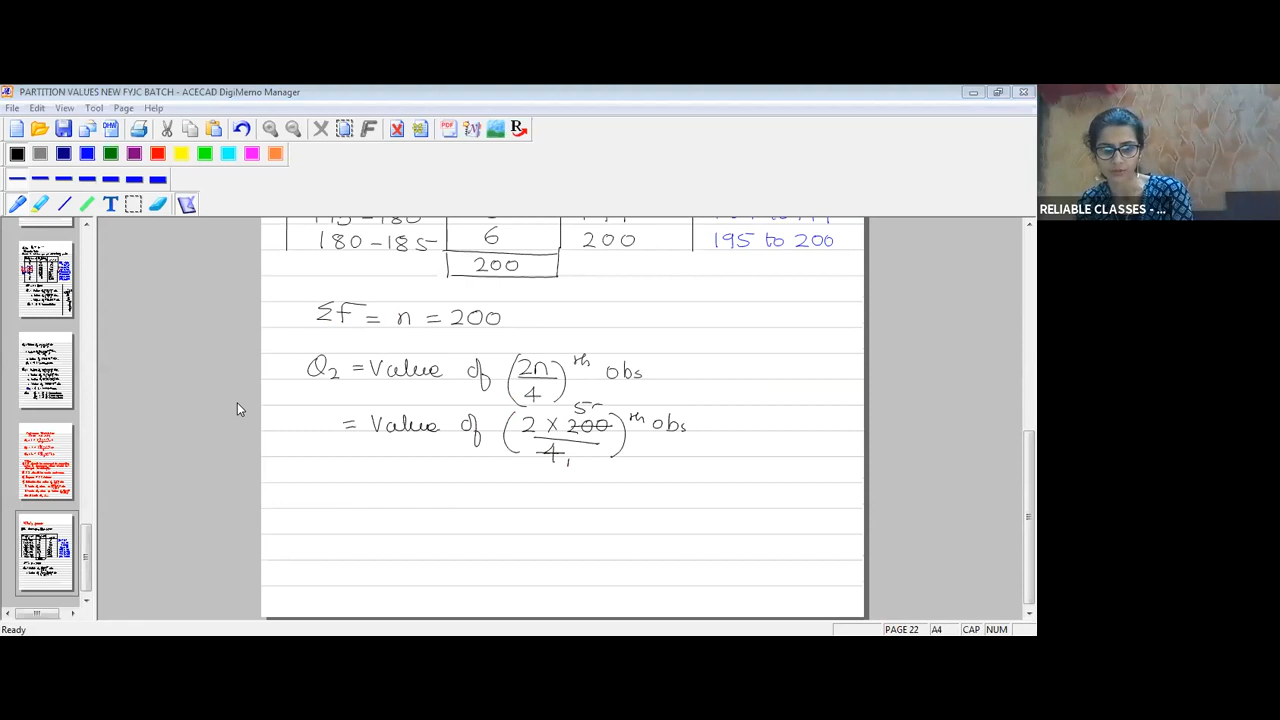 PARTITION VALUES NEW FYJC BATCH - ACECAD DigiMemo Manager
File Edit View Tool Page Help
RELIABLE CLASSES - ...
180 - 185 6 200 195 to 200
200
Σf = n = 200
Q2 = Value of (2n/4)th obs
= Value of (2 × 200/4)th obs
Ready PAGE 22 A4 CAP NUM